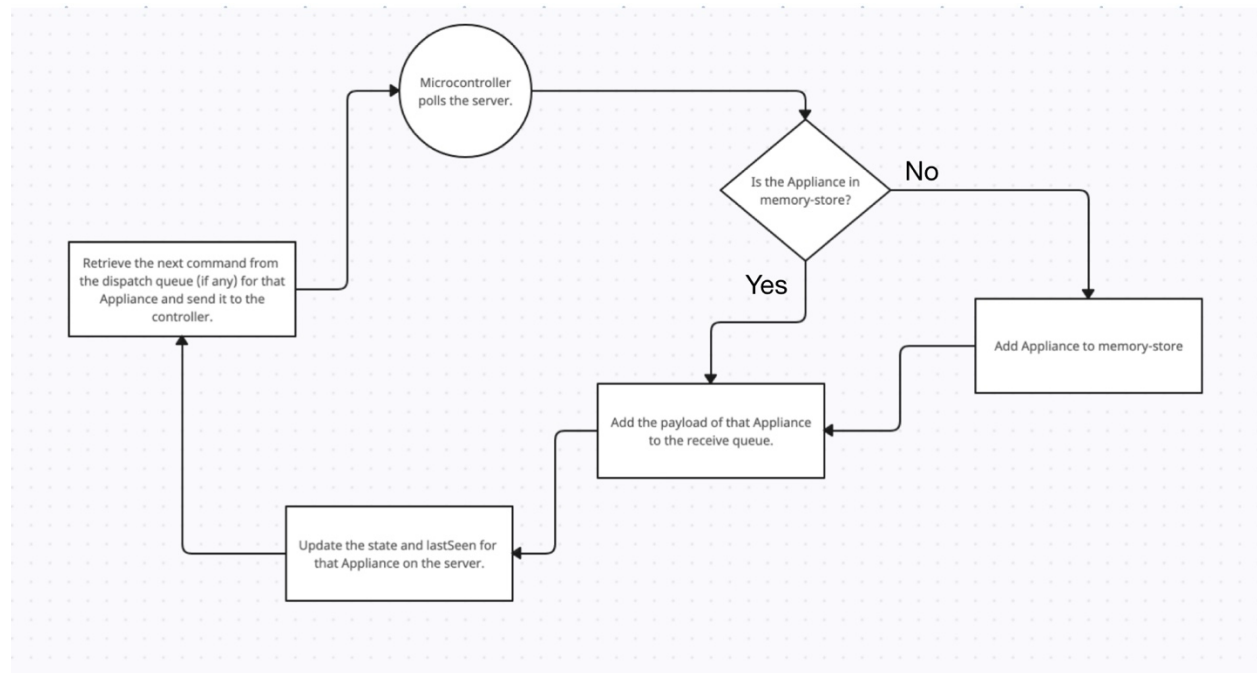 Microcontroller
polls the server.
Is the Appliance in
memory-store?
No
Yes
Add Appliance to memory-store
Add the payload of that Appliance
to the receive queue.
Update the state and lastSeen for
that Appliance on the server.
Retrieve the next command from
the dispatch queue (if any) for that
Appliance and send it to the
controller.